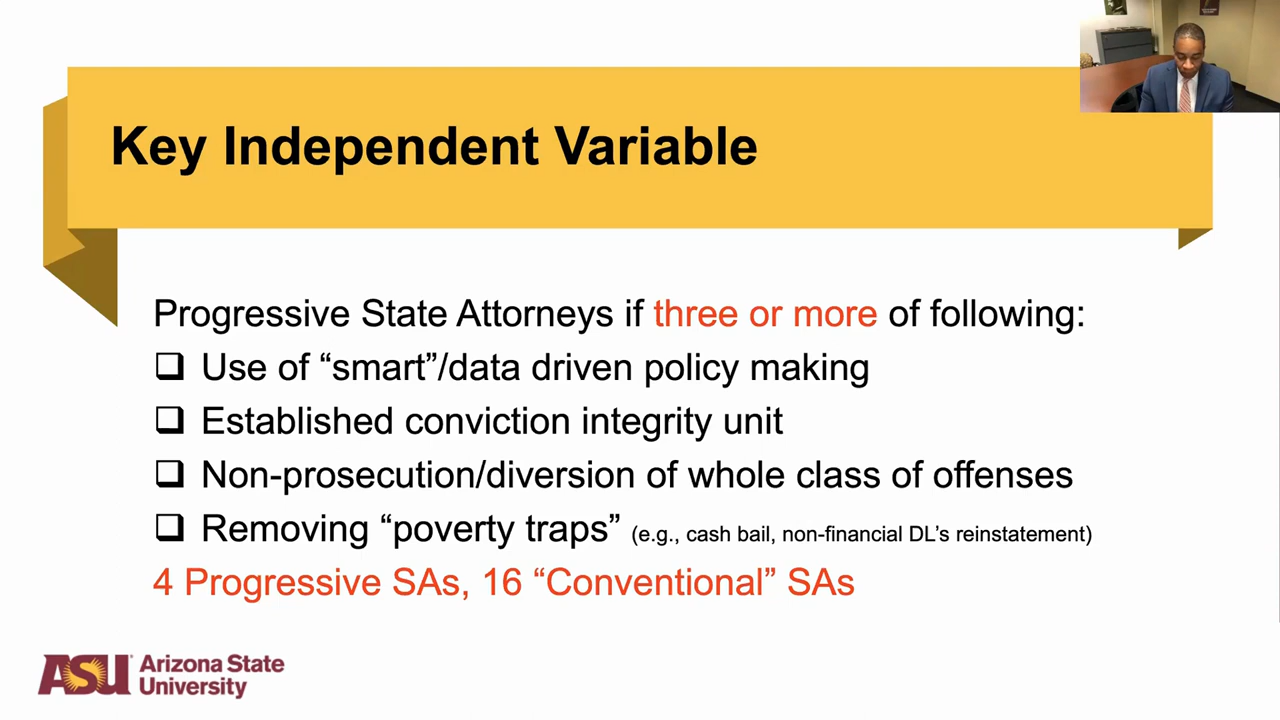 Key Independent Variable
Progressive State Attorneys if three or more of following:
❑ Use of “smart”/data driven policy making
❑ Established conviction integrity unit
❑ Non-prosecution/diversion of whole class of offenses
❑ Removing “poverty traps” (e.g., cash bail, non-financial DL’s reinstatement)
4 Progressive SAs, 16 “Conventional” SAs
ASU Arizona State
University